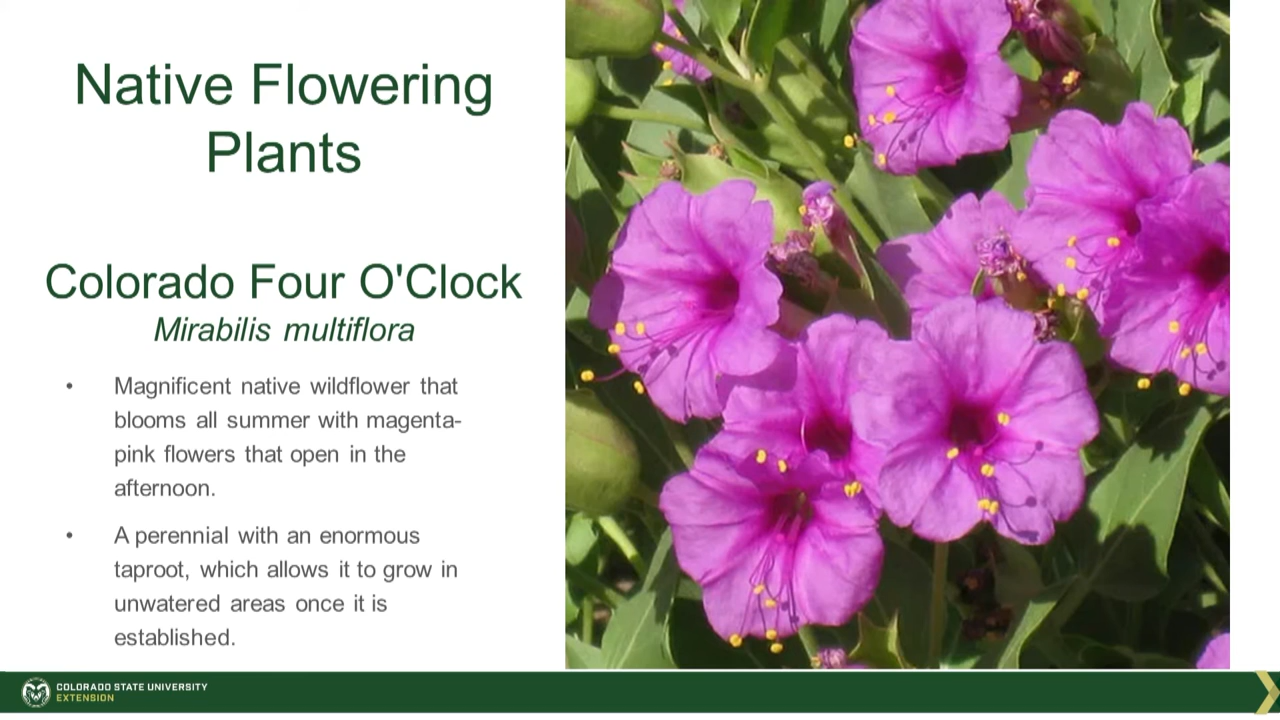 Native Flowering
Plants
Colorado Four O'Clock
Mirabilis multiflora
• Magnificent native wildflower that
blooms all summer with magenta-
pink flowers that open in the
afternoon.
• A perennial with an enormous
taproot, which allows it to grow in
unwatered areas once it is
established.
COLORADO STATE UNIVERSITY
EXTENSION